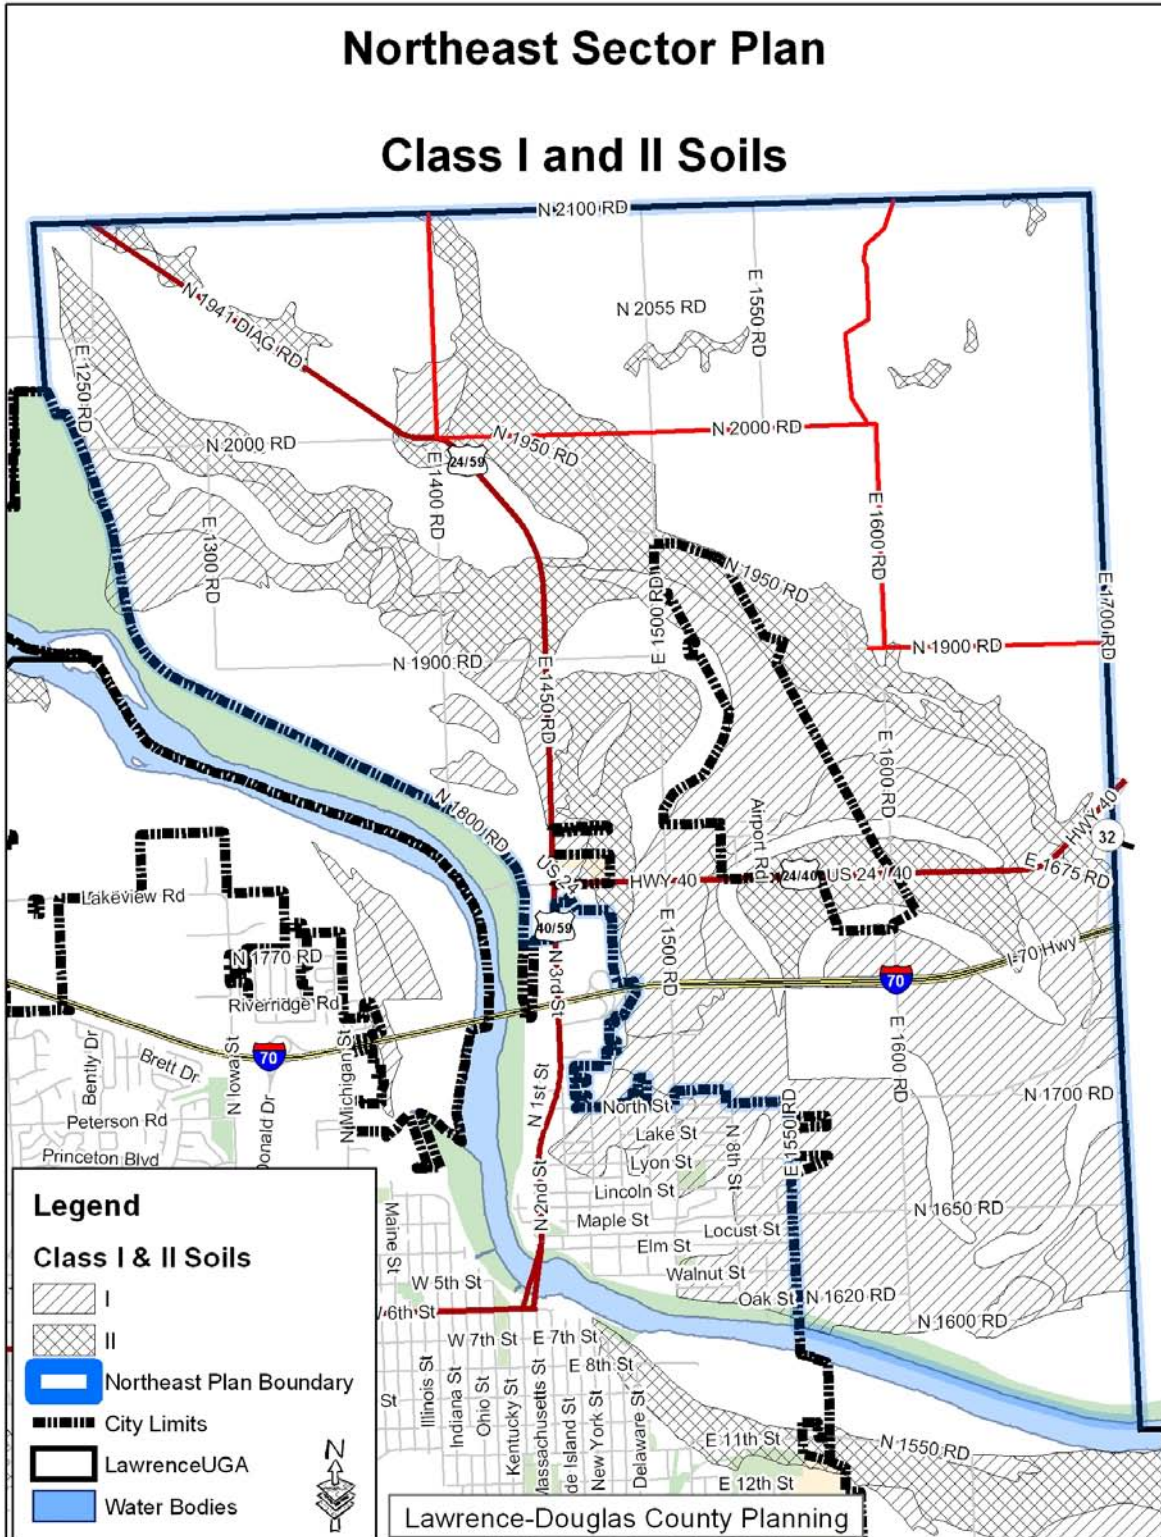 Northeast Sector Plan
Class I and II Soils
N 2100 RD
N 1941 DIAG RD
N 2055 RD
E 1550 RD
E 1250 RD
N 2000 RD
N 1950 RD
N 2000 RD
24/59
E 1400 RD
E 1300 RD
E 1600 RD
N 1950 RD
E 1500 RD
E 1700 RD
N 1900 RD
N 1900 RD
E 1450 RD
E 1600 RD
N 1800 RD
Airport Rd
HWY 40
32
US 24
HWY 40
24/40
US 24 / 40
E 1675 RD
Lakeview Rd
40/59
E 1500 RD
N 1770 RD
N 3rd St
I-70 Hwy
70
Riverridge Rd
Bently Dr
Brett Dr
N Iowa St
70
N Michigan St
E 1600 RD
Peterson Rd
N 1st St
North St
N 1700 RD
Princeton Blvd
Lake St
N 8th St
E 1550 RD
Lyon St
Lincoln St
N 2nd St
Maple St
Locust St
N 1650 RD
Elm St
Walnut St
Maine St
W 5th St
Oak St
N 1620 RD
6th St
N 1600 RD
W 7th St
E 7th St
E 8th St
St
Illinois St
Indiana St
Ohio St
Kentucky St
Massachusetts St
New York St
Delaware St
E 11th St
N 1550 RD
E 12th St
Legend
Class I & II Soils
I
II
Northeast Plan Boundary
City Limits
LawrenceUGA
Water Bodies
N
Lawrence-Douglas County Planning